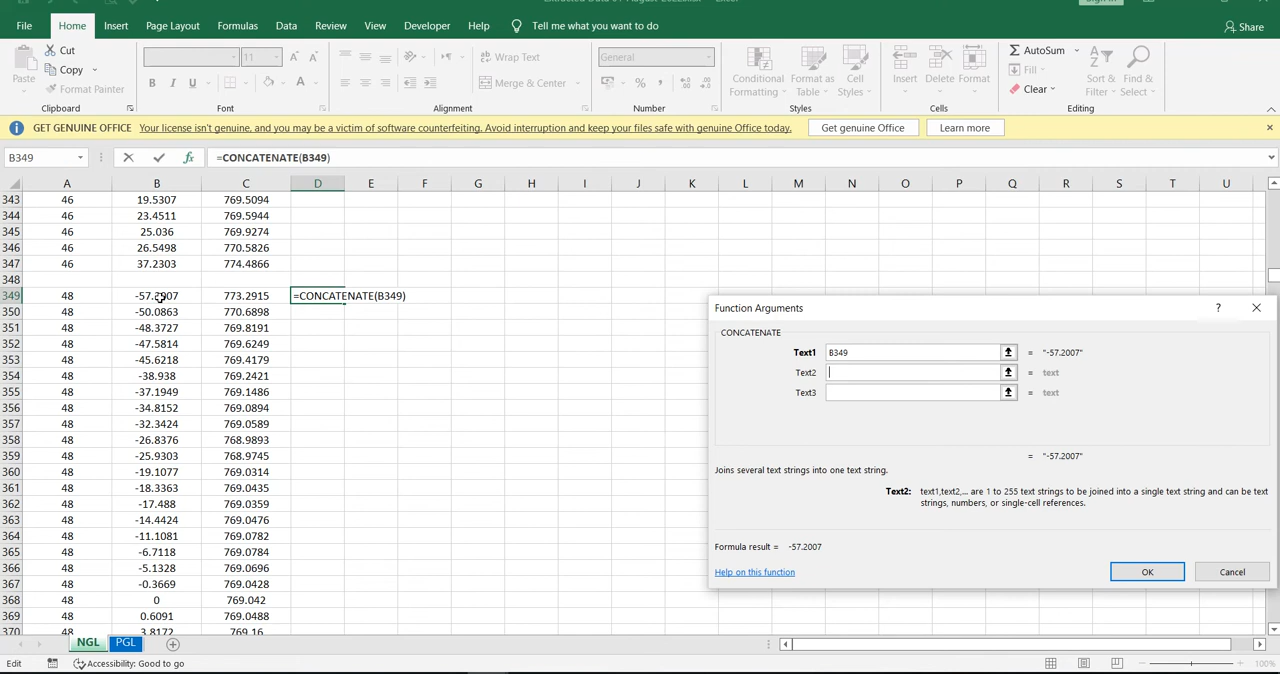 File Home Insert Page Layout Formulas Data Review View Developer Help Tell me what you want to do Share
Paste Cut Copy Format Painter
Wrap Text Merge & Center
General
Conditional Formatting Format as Table Cell Styles
Insert Delete Format
AutoSum Fill Clear
Sort & Filter Find & Select
Clipboard Font Alignment Number Styles Cells Editing
GET GENUINE OFFICE Your license isn't genuine, and you may be a victim of software counterfeiting. Avoid interruption and keep your files safe with genuine Office today. Get genuine Office Learn more
B349 fx =CONCATENATE(B349)
A B C D E F G H I J K L M N O P Q R S T U
343 46 19.5307 769.5094
344 46 23.4511 769.5944
345 46 25.036 769.9274
346 46 26.5498 770.5826
347 46 37.2303 774.4866
348
349 48 -57.2007 773.2915 =CONCATENATE(B349)
350 48 -50.0863 770.6898
351 48 -48.3727 769.8191
352 48 -47.5814 769.6249
353 48 -45.6218 769.4179
354 48 -38.938 769.2421
355 48 -37.1949 769.1486
356 48 -34.8152 769.0894
357 48 -32.3424 769.0589
358 48 -26.8376 768.9893
359 48 -25.9303 768.9745
360 48 -19.1077 769.0314
361 48 -18.3363 769.0435
362 48 -17.488 769.0359
363 48 -14.4424 769.0476
364 48 -11.1081 769.0782
365 48 -6.7118 769.0784
366 48 -5.1328 769.0696
367 48 -0.3669 769.0428
368 48 0 769.042
369 48 0.6091 769.0488
370 48 3.8172 769.16
Function Arguments ?
CONCATENATE
Text1 B349 = "-57.2007"
Text2 = text
Text3 = text
= "-57.2007"
Joins several text strings into one text string.
Text2: text1,text2,... are 1 to 255 text strings to be joined into a single text string and can be text
strings, numbers, or single-cell references.
Formula result = -57.2007
Help on this function OK Cancel
NGL PGL
Edit Accessibility: Good to go 100%